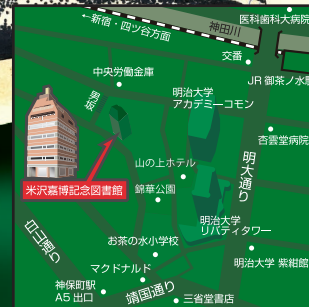 ←新宿・四ツ谷方面
神田川
医科歯科大病院
交番
中央労働金庫
JR 御茶ノ水駅
男坂
明治大学
アカデミーコモン
杏雲堂病院
山の上ホテル
明大通り
米沢嘉博記念図書館
錦華公園
明治大学
リバティタワー
白山通り
お茶の水小学校
明治大学 紫紺館
マクドナルド
神保町駅
A5 出口
靖国通り
三省堂書店